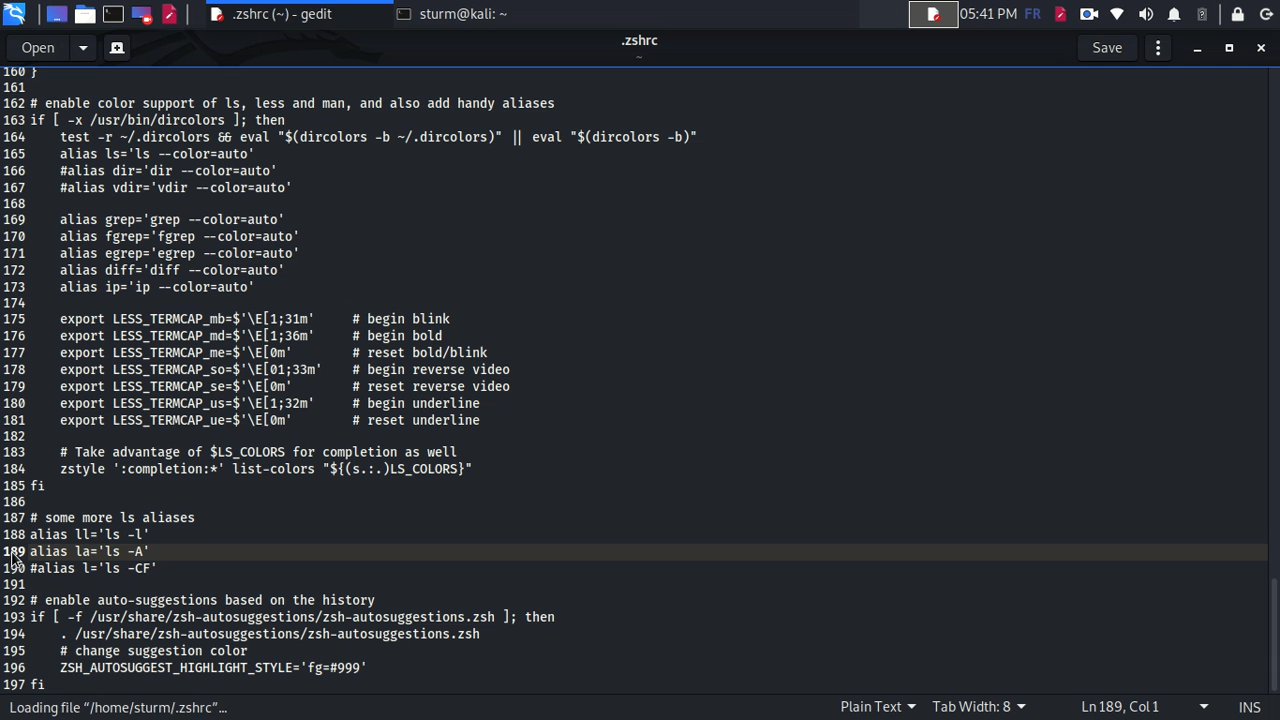 .zshrc (~) - gedit
sturm@kali: ~
05:41 PM FR
Open
.zshrc
~
Save
160 }
161
162 # enable color support of ls, less and man, and also add handy aliases
163 if [ -x /usr/bin/dircolors ]; then
164     test -r ~/.dircolors && eval "$(dircolors -b ~/.dircolors)" || eval "$(dircolors -b)"
165     alias ls='ls --color=auto'
166     #alias dir='dir --color=auto'
167     #alias vdir='vdir --color=auto'
168
169     alias grep='grep --color=auto'
170     alias fgrep='fgrep --color=auto'
171     alias egrep='egrep --color=auto'
172     alias diff='diff --color=auto'
173     alias ip='ip --color=auto'
174
175     export LESS_TERMCAP_mb=$'\E[1;31m'     # begin blink
176     export LESS_TERMCAP_md=$'\E[1;36m'     # begin bold
177     export LESS_TERMCAP_me=$'\E[0m'        # reset bold/blink
178     export LESS_TERMCAP_so=$'\E[01;33m'    # begin reverse video
179     export LESS_TERMCAP_se=$'\E[0m'        # reset reverse video
180     export LESS_TERMCAP_us=$'\E[1;32m'     # begin underline
181     export LESS_TERMCAP_ue=$'\E[0m'        # reset underline
182
183     # Take advantage of $LS_COLORS for completion as well
184     zstyle ':completion:*' list-colors "${(s.:.)LS_COLORS}"
185 fi
186
187 # some more ls aliases
188 alias ll='ls -l'
189 alias la='ls -A'
190 #alias l='ls -CF'
191
192 # enable auto-suggestions based on the history
193 if [ -f /usr/share/zsh-autosuggestions/zsh-autosuggestions.zsh ]; then
194     . /usr/share/zsh-autosuggestions/zsh-autosuggestions.zsh
195     # change suggestion color
196     ZSH_AUTOSUGGEST_HIGHLIGHT_STYLE='fg=#999'
197 fi
Loading file “/home/sturm/.zshrc”…
Plain Text
Tab Width: 8
Ln 189, Col 1
INS